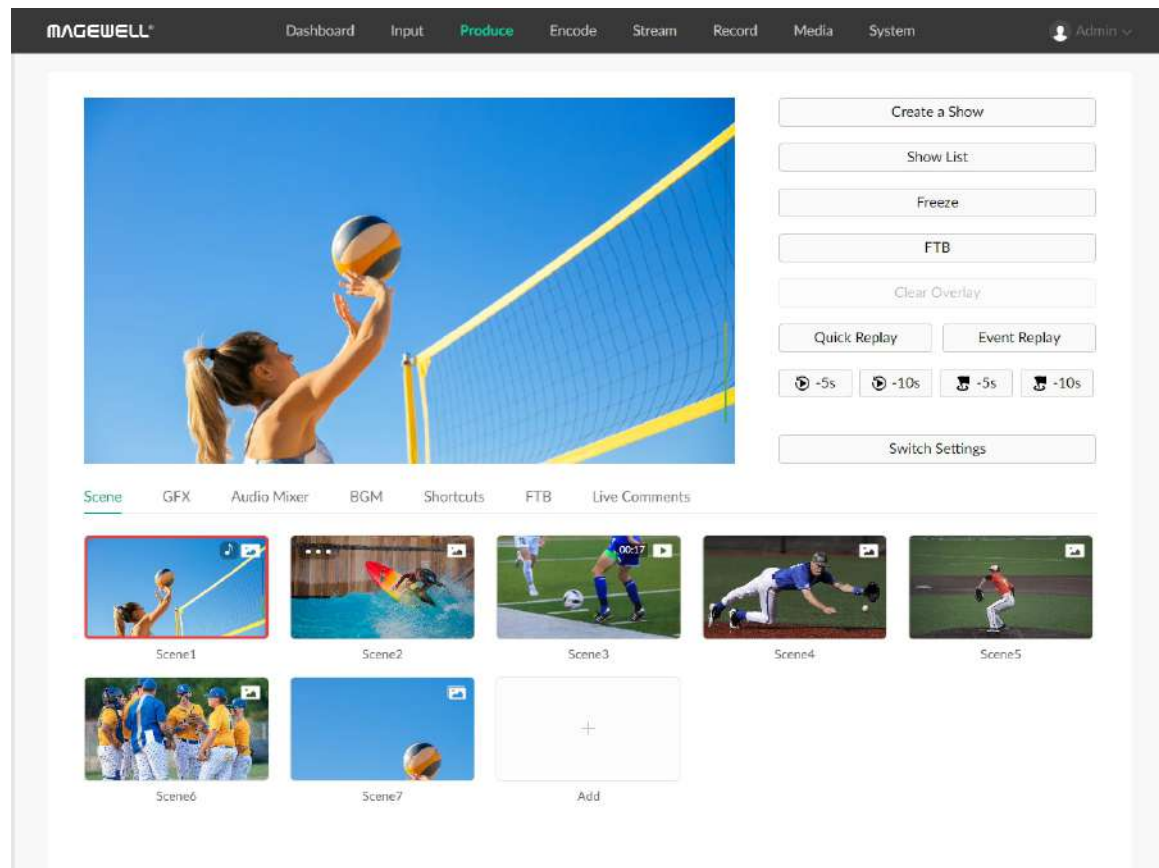 MAGEWELL®
Dashboard Input Produce Encode Stream Record Media System Admin
Create a Show
Show List
Freeze
FTB
Clear Overlay
Quick Replay Event Replay
-5s -10s -5s -10s
Switch Settings
Scene GFX Audio Mixer BGM Shortcuts FTB Live Comments
00:17
Scene1 Scene2 Scene3 Scene4 Scene5
Scene6 Scene7 Add